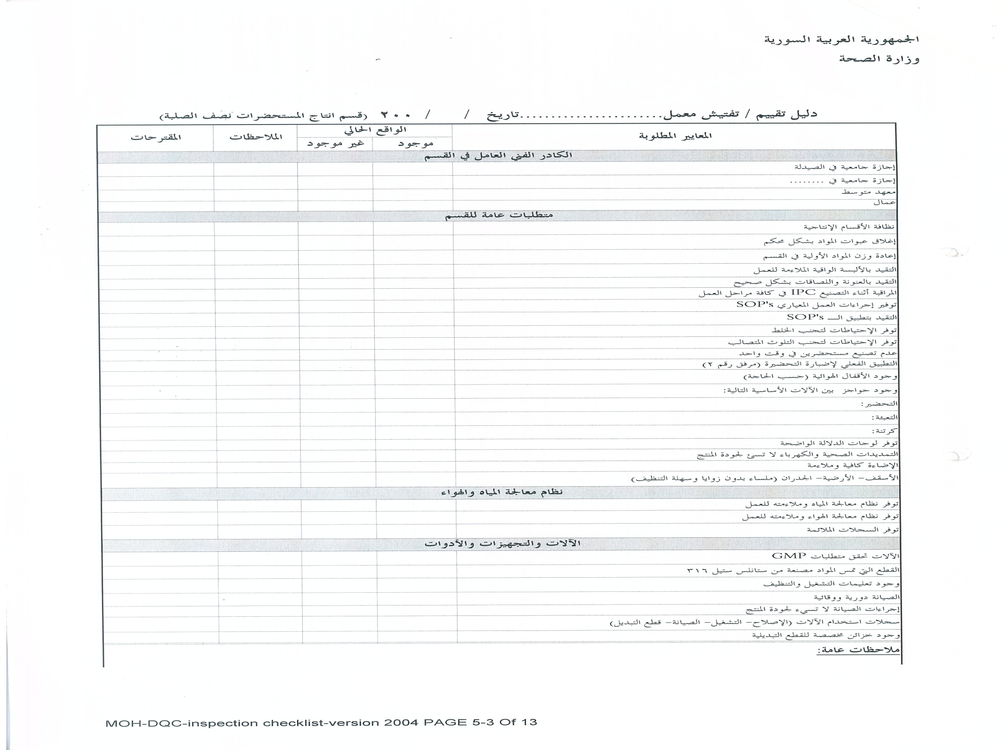 الجمهورية العربية السورية
وزارة الصحة
دليل تقييم / تفتيش معمل........................تاريخ / / ٢٠٠ (قسم انتاج المستحضرات نصف الصلبة)
المعايير المطلوبة
الواقع الحالي
الملاحظات
المقترحات
موجود
غير موجود
الكادر الفني العامل في القسم
إجازة جامعية في الصيدلة
إجازة جامعية في ........
معهد متوسط
عمال
متطلبات عامة للقسم
نظافة الأقسام الإنتاجية
إغلاق عبوات المواد بشكل محكم
إعادة وزن المواد الأولية في القسم
التقيد بالألبسة الواقية الملاءمة للعمل
التقيد بالعنونة واللصاقات بشكل صحيح
المراقبة أثناء التصنيع IPC في كافة مراحل العمل
توفير إجراءات العمل المعياري SOP's
التقيد بتطبيق الـــ SOP's
توفر الإحتياطات لتجنب الخلط
توفر الإحتياطات لتجنب التلوث المتصالب
عدم تصنيع مستحضرين في وقت واحد
التطبيق الفعلي لإضبارة التحضيرة (مرفق رقم ٢)
وجود الأقفال الهوائية (حسب الحاجة)
وجود حواجز بين الآلات الأساسية التالية:
التحضير:
التعبئة:
كرتنة:
توفر لوحات الدلالة الواضحة
التمديدات الصحية والكهرباء لا تسئ لجودة المنتج
الإضاءة كافية وملاءمة
الأسقف- الأرضية- الجدران (ملساء بدون زوايا وسهلة التنظيف)
نظام معالجة المياه والهواء
توفر نظام معالجة المياه وملاءمته للعمل
توفر نظام معالجة الهواء وملاءمته للعمل
توفر السجلات الملائمة
الآلات والتجهيزات والأدوات
الآلات تحقق متطلبات GMP
القطع التي تمس المواد مصنعة من ستانلس ستيل ٣١٦
وجود تعليمات التشغيل والتنظيف
الصيانة دورية ووقائية
إجراءات الصيانة لا تسيء لجودة المنتج
سجلات استخدام الآلات (الإصلاح- التشغيل- الصيانة- قطع التبديل)
وجود خزائن مخصصة للقطع التبديلية
ملاحظات عامة:
MOH-DQC-inspection checklist-version 2004 PAGE 5-3 Of 13